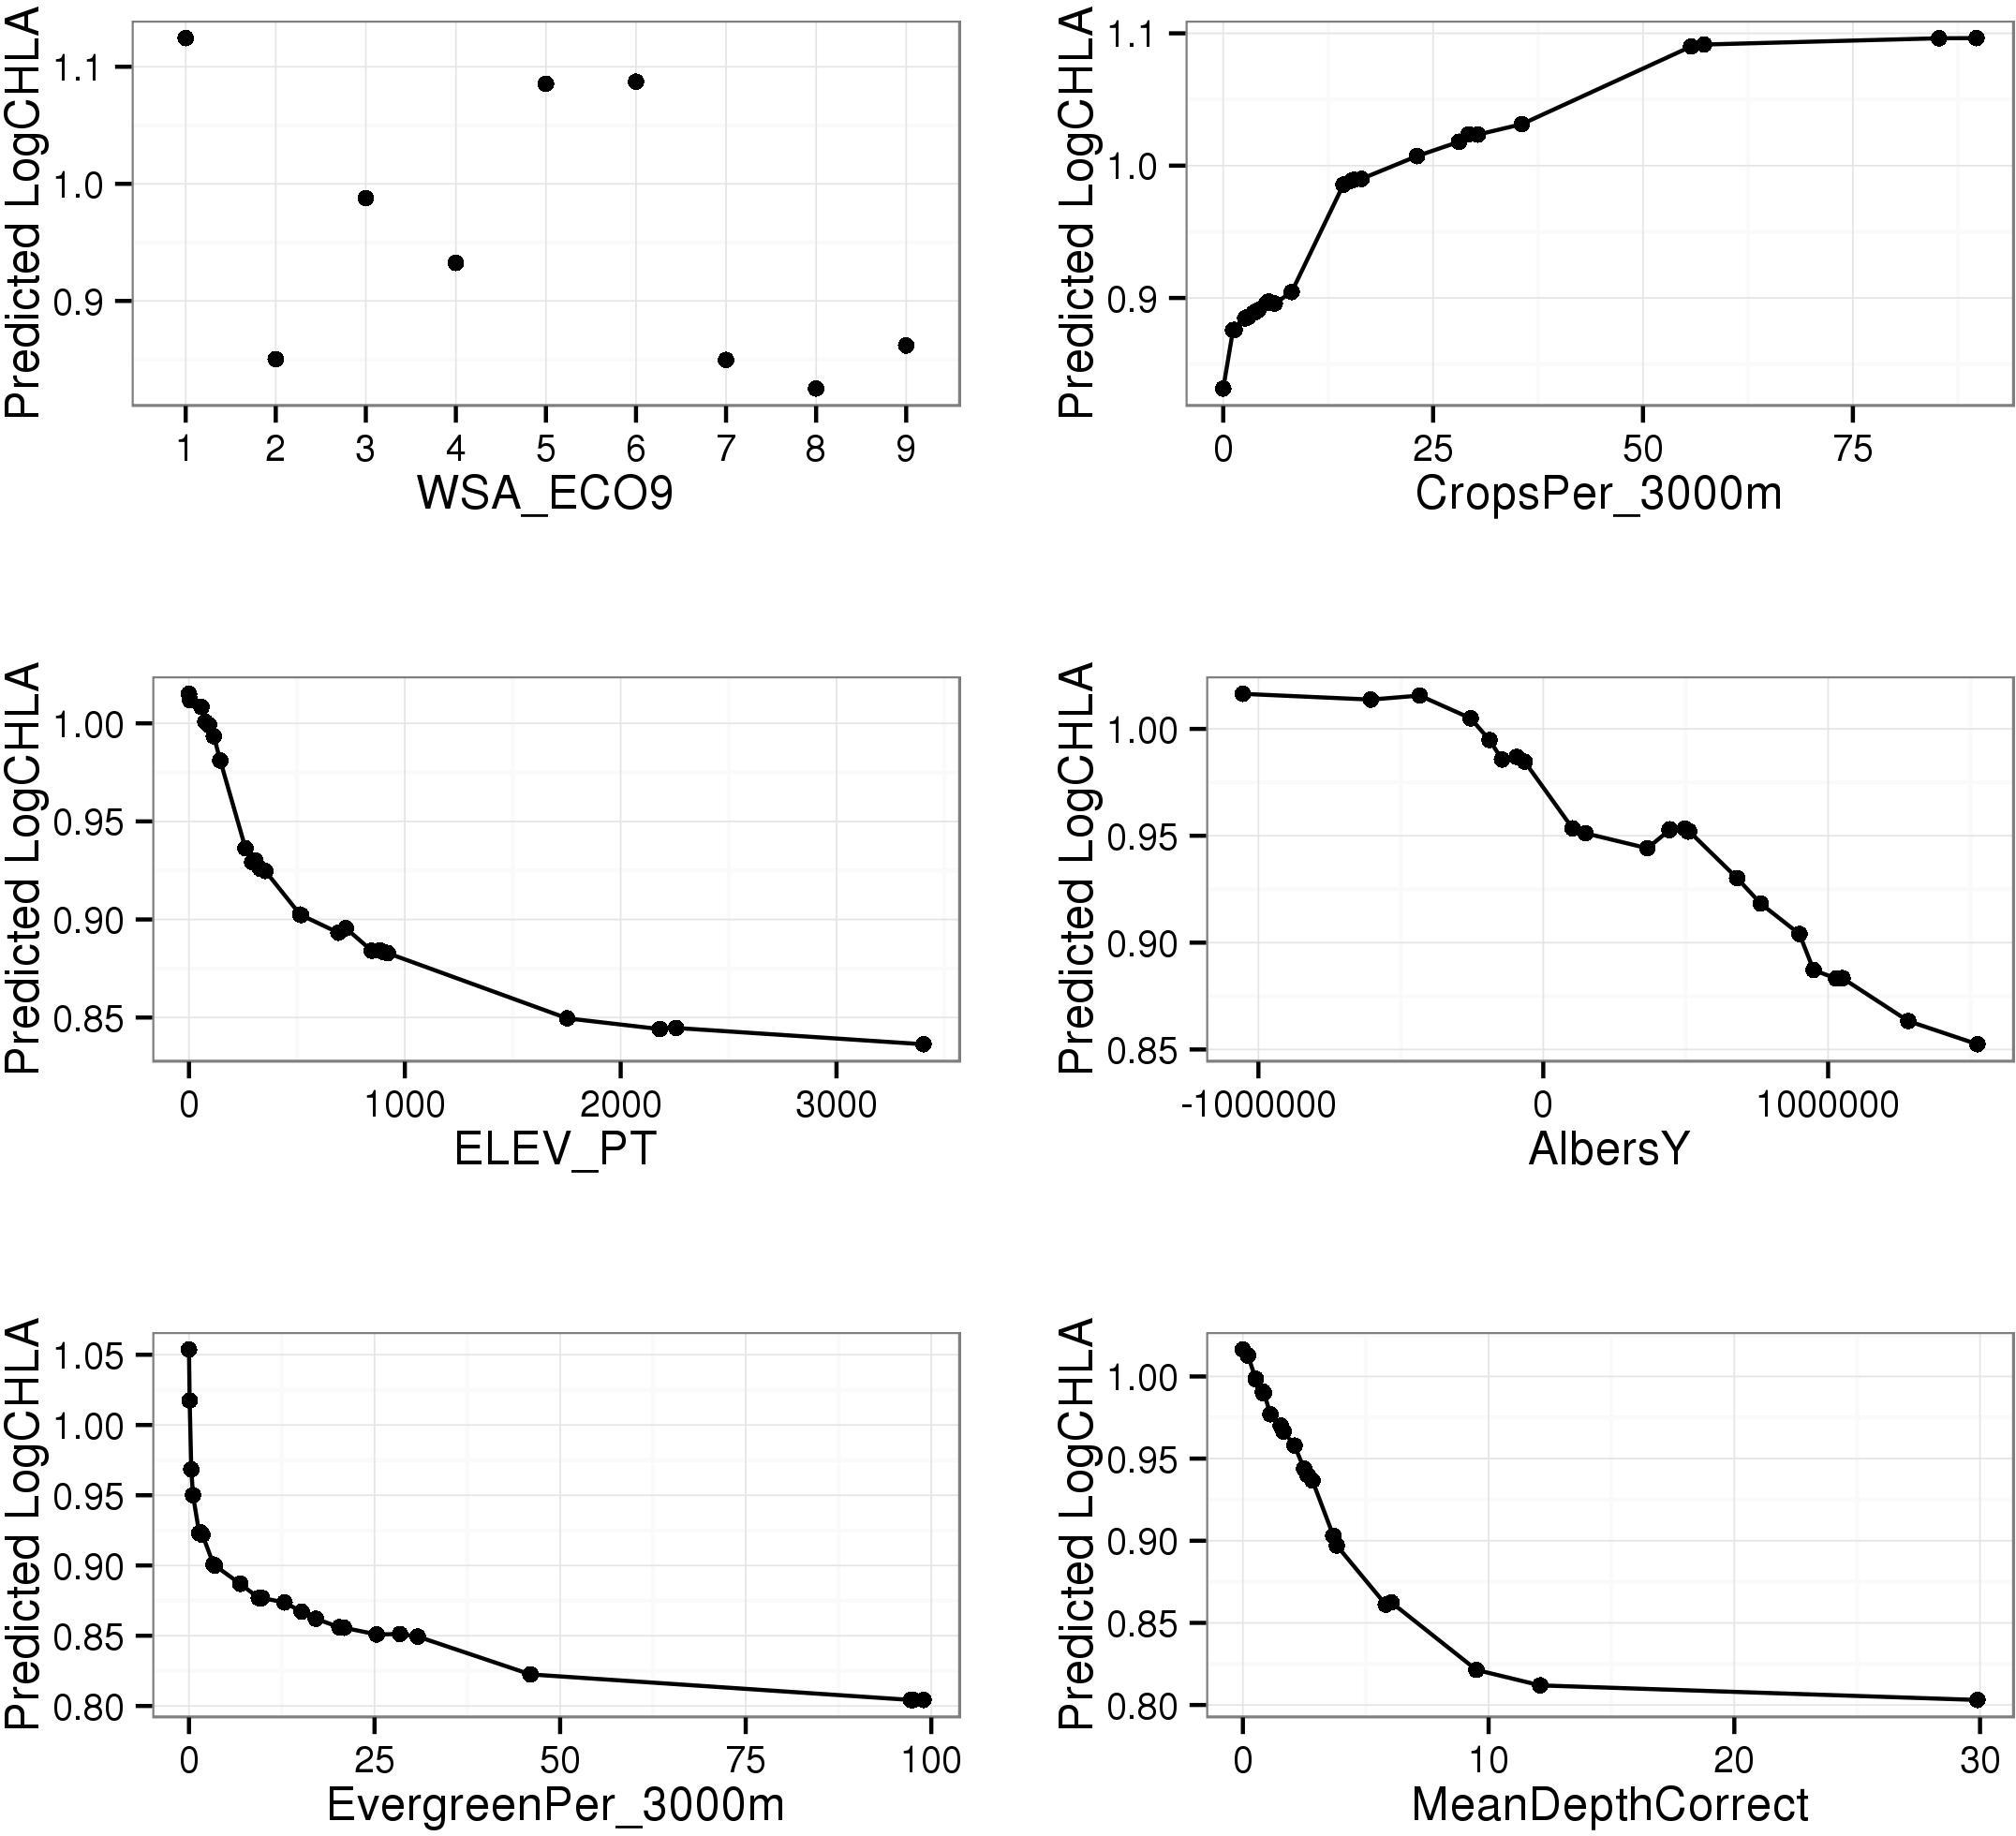 Predicted LogCHLA
1.1
1.0
0.9
1 2 3 4 5 6 7 8 9
WSA_ECO9
Predicted LogCHLA
1.1
1.0
0.9
0 25 50 75
CropsPer_3000m
Predicted LogCHLA
1.00
0.95
0.90
0.85
0 1000 2000 3000
ELEV_PT
Predicted LogCHLA
1.00
0.95
0.90
0.85
-1000000 0 1000000
AlbersY
Predicted LogCHLA
1.05
1.00
0.95
0.90
0.85
0.80
0 25 50 75 100
EvergreenPer_3000m
Predicted LogCHLA
1.00
0.95
0.90
0.85
0.80
0 10 20 30
MeanDepthCorrect